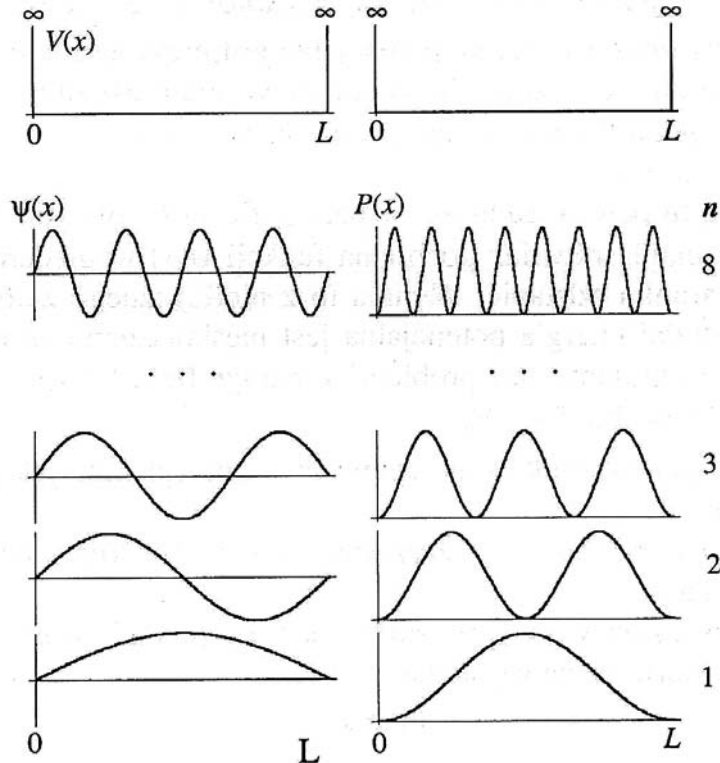 ∞ ∞ ∞ ∞
V(x)
0 L 0 L
Ψ(x) P(x) n
8
. . . . . .
3
2
1
0 L 0 L